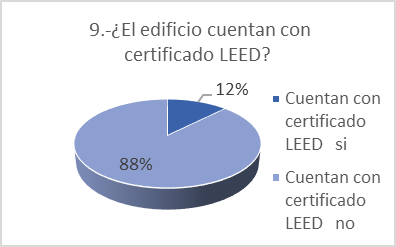 9.-¿El edificio cuentan con
certificado LEED?
12%
88%
Cuentan con
certificado
LEED si
Cuentan con
certificado
LEED no